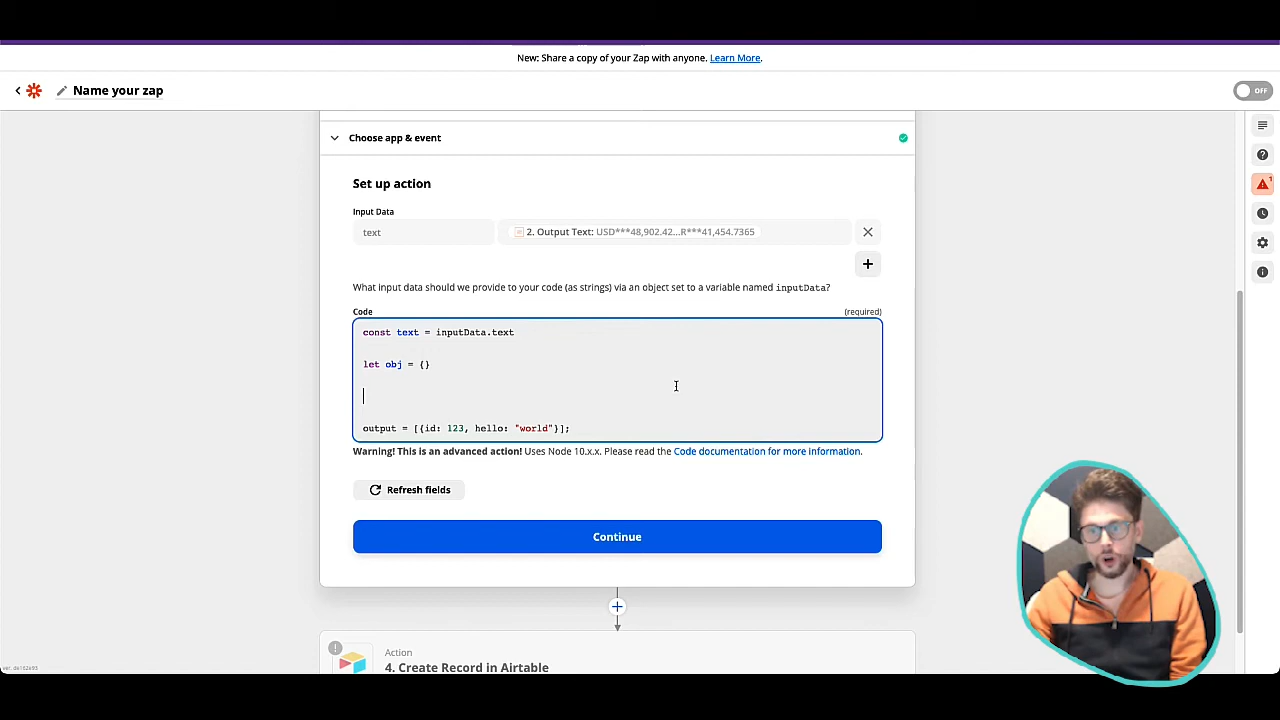 New: Share a copy of your Zap with anyone. Learn More.
Name your zap
OFF
Choose app & event
Set up action
Input Data
text
2. Output Text: USD***48,902.42...R***41,454.7365
What input data should we provide to your code (as strings) via an object set to a variable named inputData?
Code
(required)
const text = inputData.text
let obj = {}
output = [{id: 123, hello: "world"}];
Warning! This is an advanced action! Uses Node 10.x.x. Please read the Code documentation for more information.
Refresh fields
Continue
Action
4. Create Record in Airtable